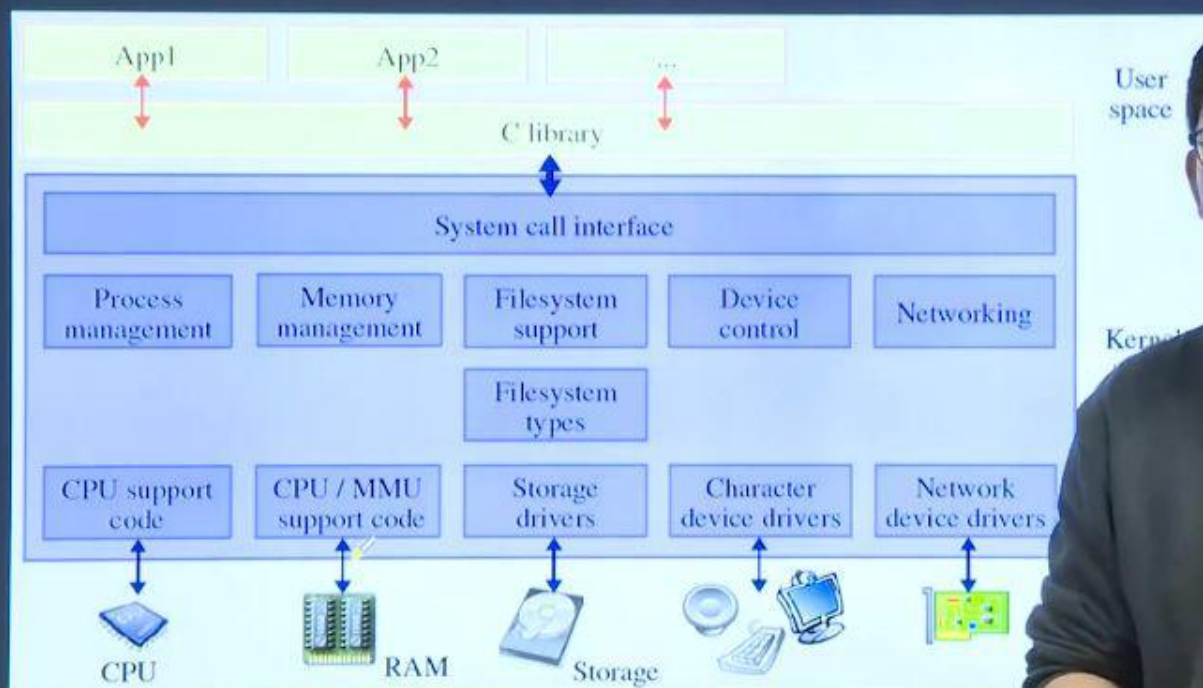 App1
App2
...
User
space
C library
System call interface
Process
management
Memory
management
Filesystem
support
Device
control
Networking
Filesystem
types
CPU support
code
CPU / MMU
support code
Storage
drivers
Character
device drivers
Network
device drivers
CPU
RAM
Storage